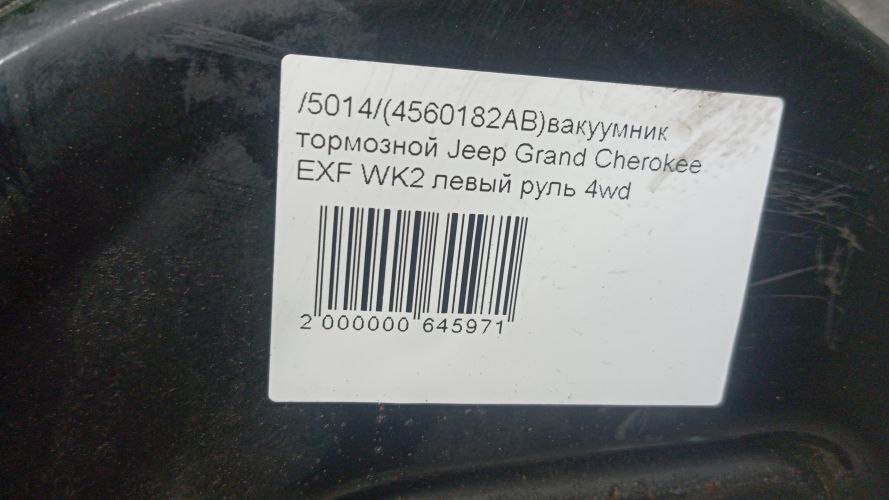 /5014/(4560182AB)вакуумник
тормозной Jeep Grand Cherokee
EXF WK2 левый руль 4wd
2 000000 645971